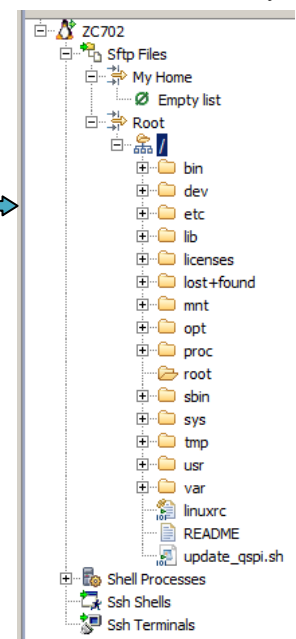 ZC702
Sftp Files
My Home
Empty list
Root
/
bin
dev
etc
lib
licenses
lost+found
mnt
opt
proc
root
sbin
sys
tmp
usr
var
linuxrc
README
update_qspi.sh
Shell Processes
Ssh Shells
Ssh Terminals